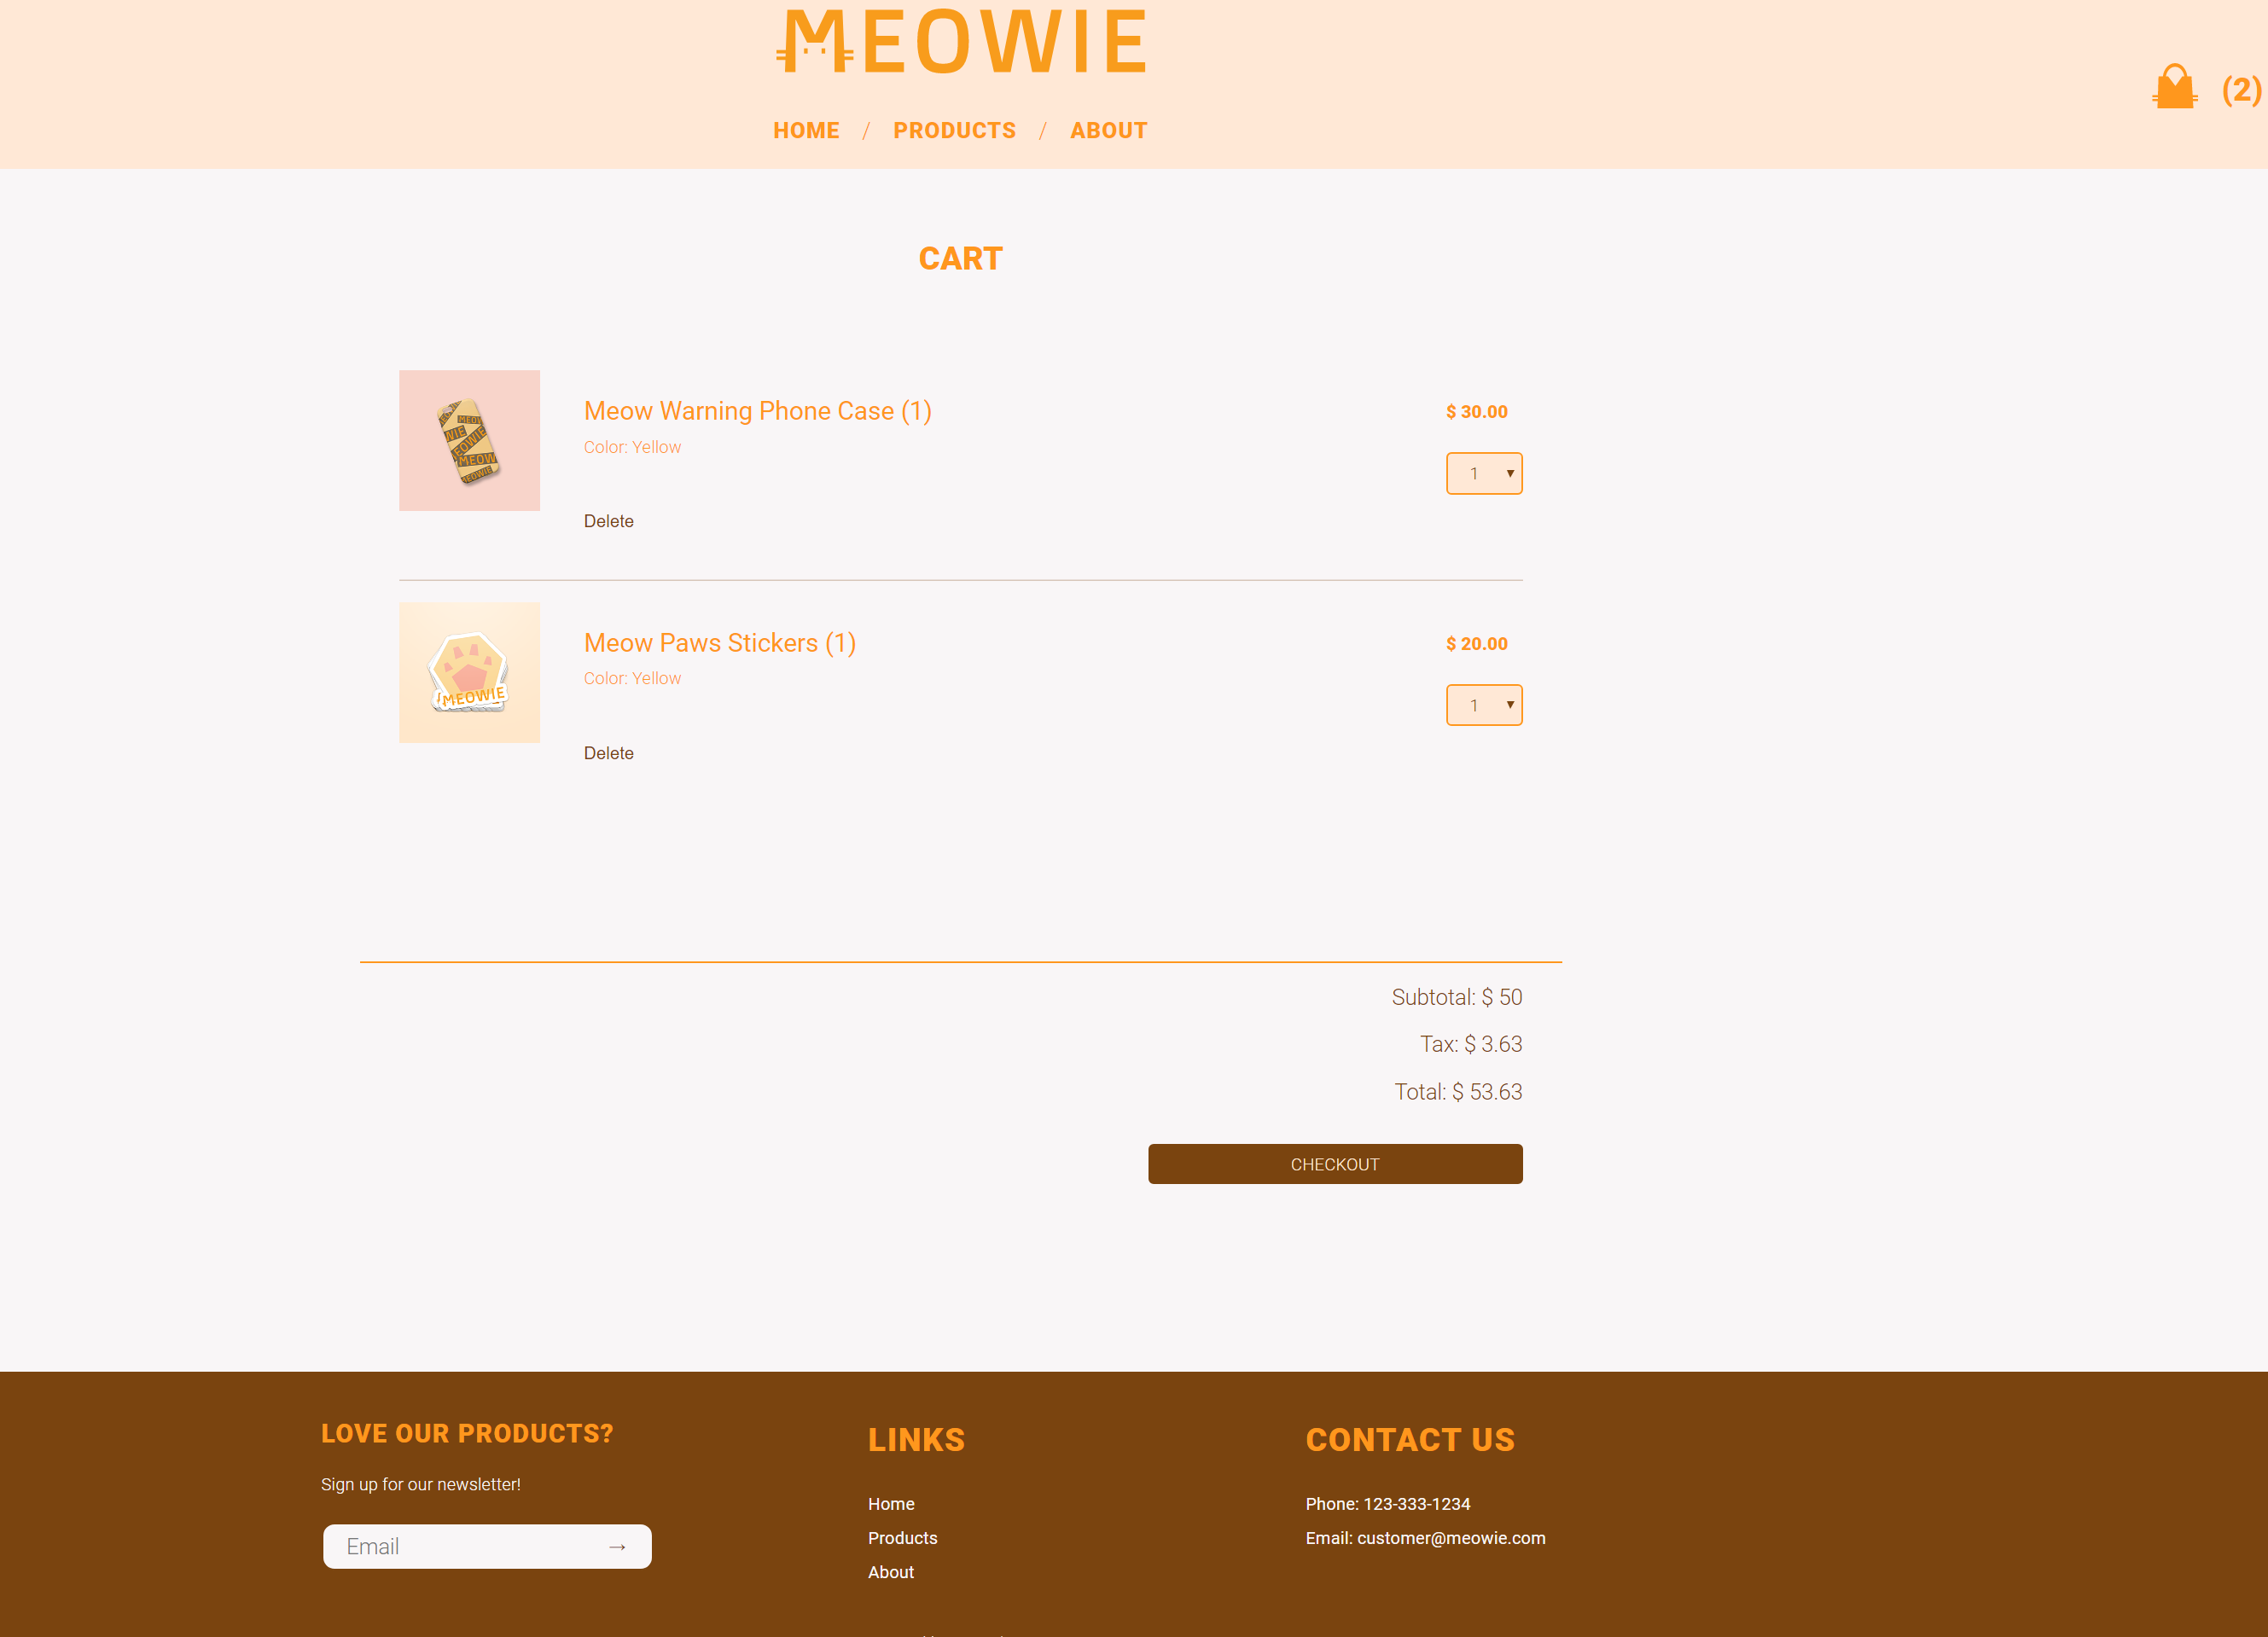 MEOWIE
(2)
HOME / PRODUCTS / ABOUT
CART
Meow Warning Phone Case (1)
$ 30.00
Color: Yellow
1
Delete
MEOWIE
MEOW
MEOWIE
Meow Paws Stickers (1)
$ 20.00
Color: Yellow
1
MEOWIE
Delete
Subtotal: $ 50
Tax: $ 3.63
Total: $ 53.63
CHECKOUT
LOVE OUR PRODUCTS?
Sign up for our newsletter!
Email →
LINKS
Home
Products
About
CONTACT US
Phone: 123-333-1234
Email: customer@meowie.com